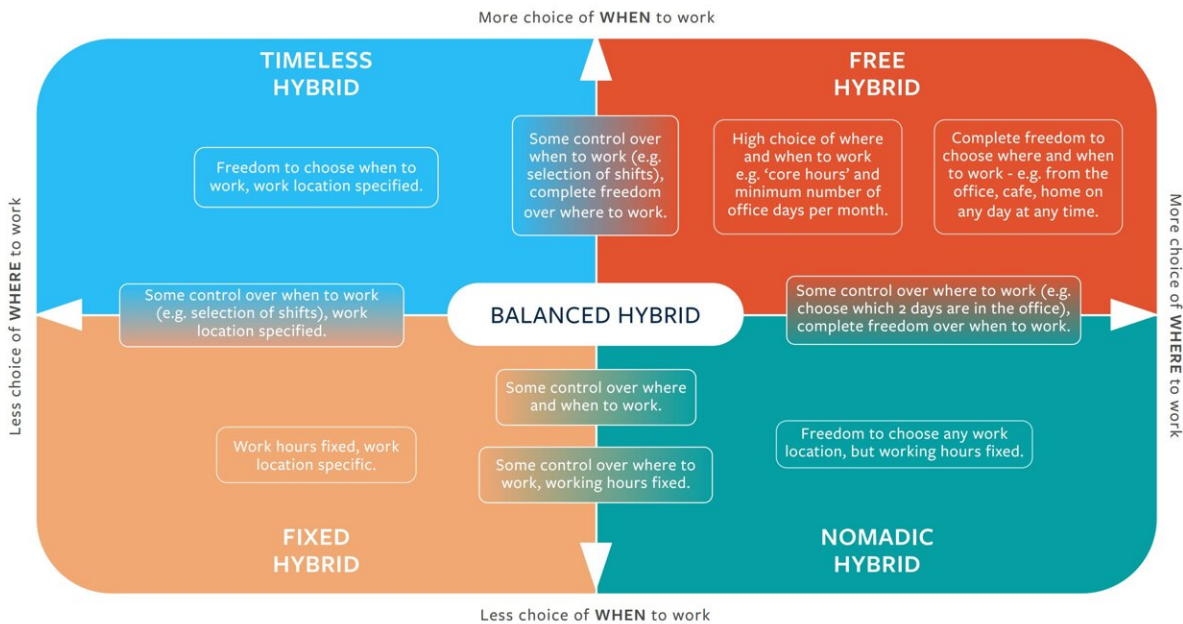 More choice of WHEN to work
TIMELESS
HYBRID
FREE
HYBRID
Freedom to choose when to
work, work location specified.
Some control over
when to work (e.g.
selection of shifts),
complete freedom
over where to work.
High choice of where
and when to work
e.g. ‘core hours’ and
minimum number of
office days per month.
Complete freedom to
choose where and when
to work - e.g. from the
office, cafe, home on
any day at any time.
Less choice of WHERE to work
More choice of WHERE to work
Some control over when to work
(e.g. selection of shifts), work
location specified.
BALANCED HYBRID
Some control over where to work (e.g.
choose which 2 days are in the office),
complete freedom over when to work.
Some control over where
and when to work.
Work hours fixed, work
location specific.
Some control over where to
work, working hours fixed.
Freedom to choose any work
location, but working hours fixed.
FIXED
HYBRID
NOMADIC
HYBRID
Less choice of WHEN to work